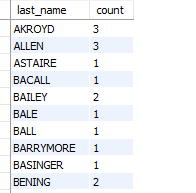 last_name count
AKROYD 3
ALLEN 3
ASTAIRE 1
BACALL 1
BAILEY 2
BALE 1
BALL 1
BARRYMORE 1
BASINGER 1
BENING 2